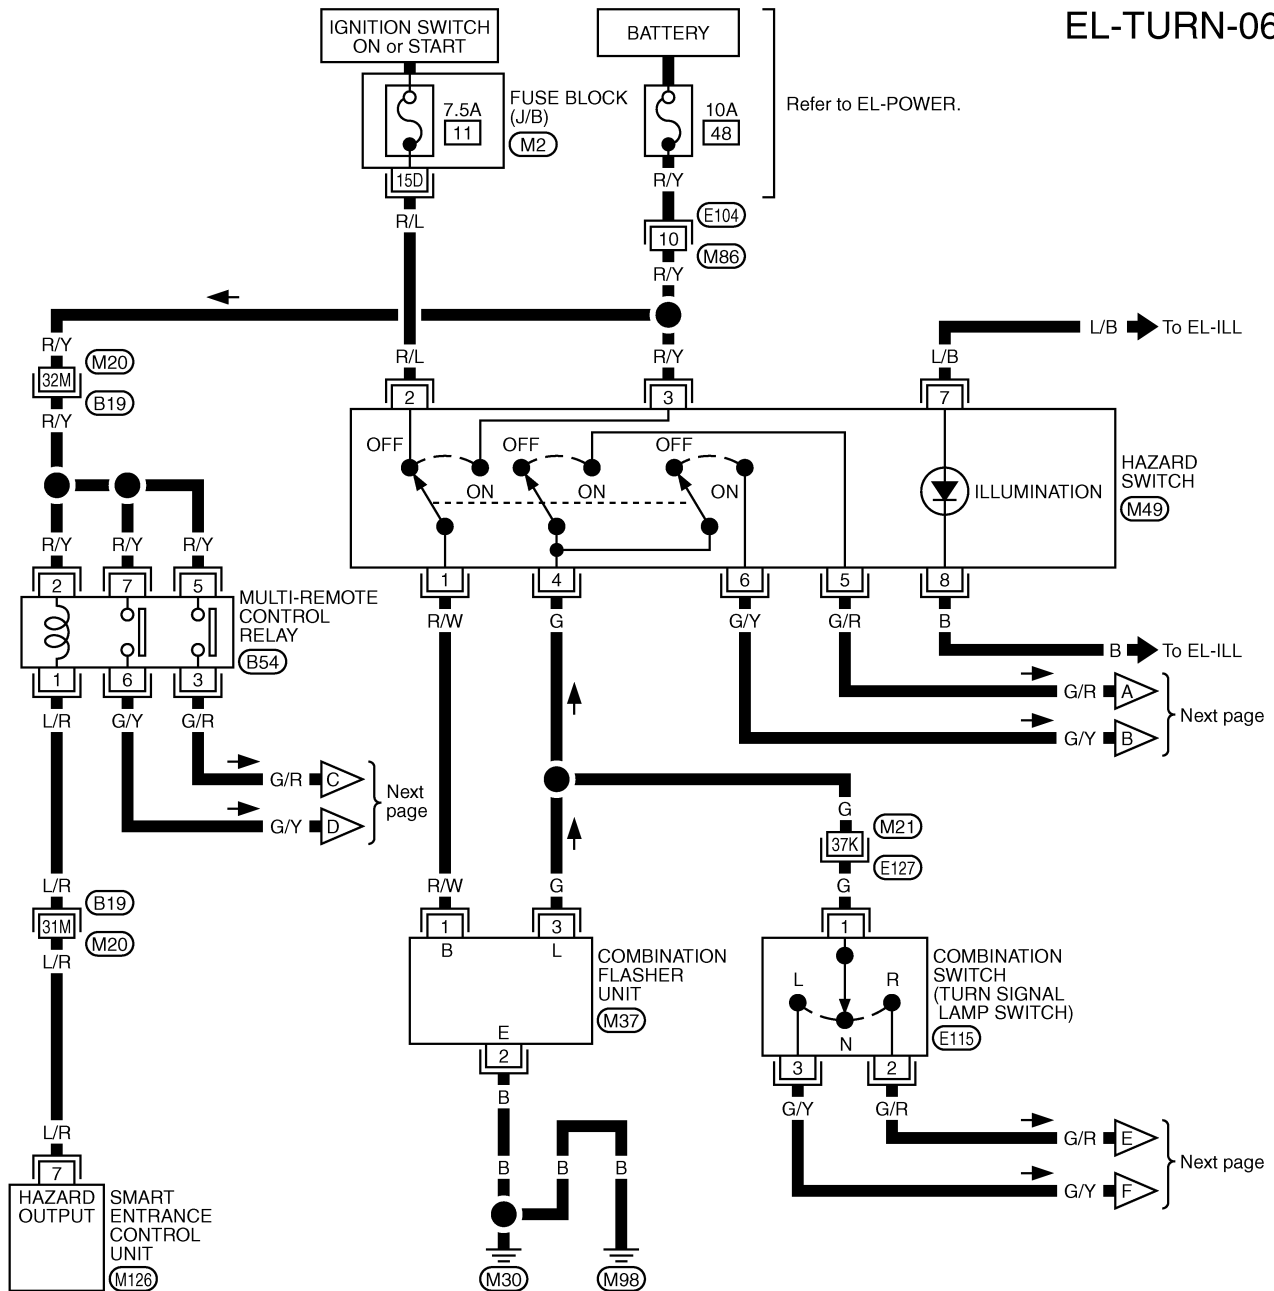 EL-TURN-06
IGNITION SWITCH
ON or START
BATTERY
7.5A
11
FUSE BLOCK
(J/B)
M2
10A
48
Refer to EL-POWER.
15D
R/Y
R/L
E104
10
M86
R/Y
R/Y
M20
32M
B19
R/Y
R/L
R/Y
L/B
L/B
To EL-ILL
2
3
7
OFF
OFF
OFF
ON
ON
ON
ILLUMINATION
HAZARD
SWITCH
M49
R/Y
R/Y
R/Y
2
7
5
MULTI-REMOTE
CONTROL
RELAY
B54
1
6
3
1
4
6
5
8
R/W
G
G/Y
G/R
B
B
To EL-ILL
G/R
A
G/Y
B
Next page
L/R
G/Y
G/R
G/R
C
G/Y
D
Next
page
G
M21
37K
E127
G
L/R
B19
31M
M20
L/R
R/W
G
1
3
B
L
E
2
COMBINATION
FLASHER
UNIT
M37
1
L
R
N
COMBINATION
SWITCH
(TURN SIGNAL
LAMP SWITCH)
E115
3
2
G/Y
G/R
G/R
E
G/Y
F
Next page
B
B
B
B
M30
M98
L/R
7
HAZARD
OUTPUT
SMART
ENTRANCE
CONTROL
UNIT
M126